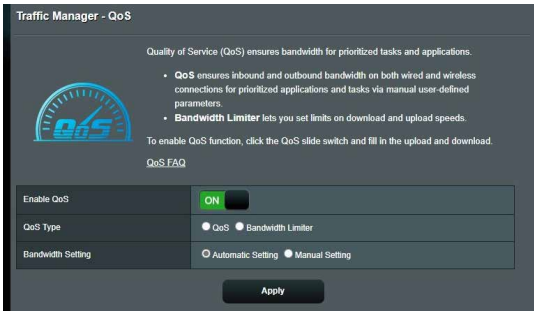 Traffic Manager - QoS
Quality of Service (QoS) ensures bandwidth for prioritized tasks and applications.
QoS
• QoS ensures inbound and outbound bandwidth on both wired and wireless
connections for prioritized applications and tasks via manual user-defined
parameters.
• Bandwidth Limiter lets you set limits on download and upload speeds.
To enable QoS function, click the QoS slide switch and fill in the upload and download.
QoS FAQ
Enable QoS ON
QoS Type QoS Bandwidth Limiter
Bandwidth Setting Automatic Setting Manual Setting
Apply